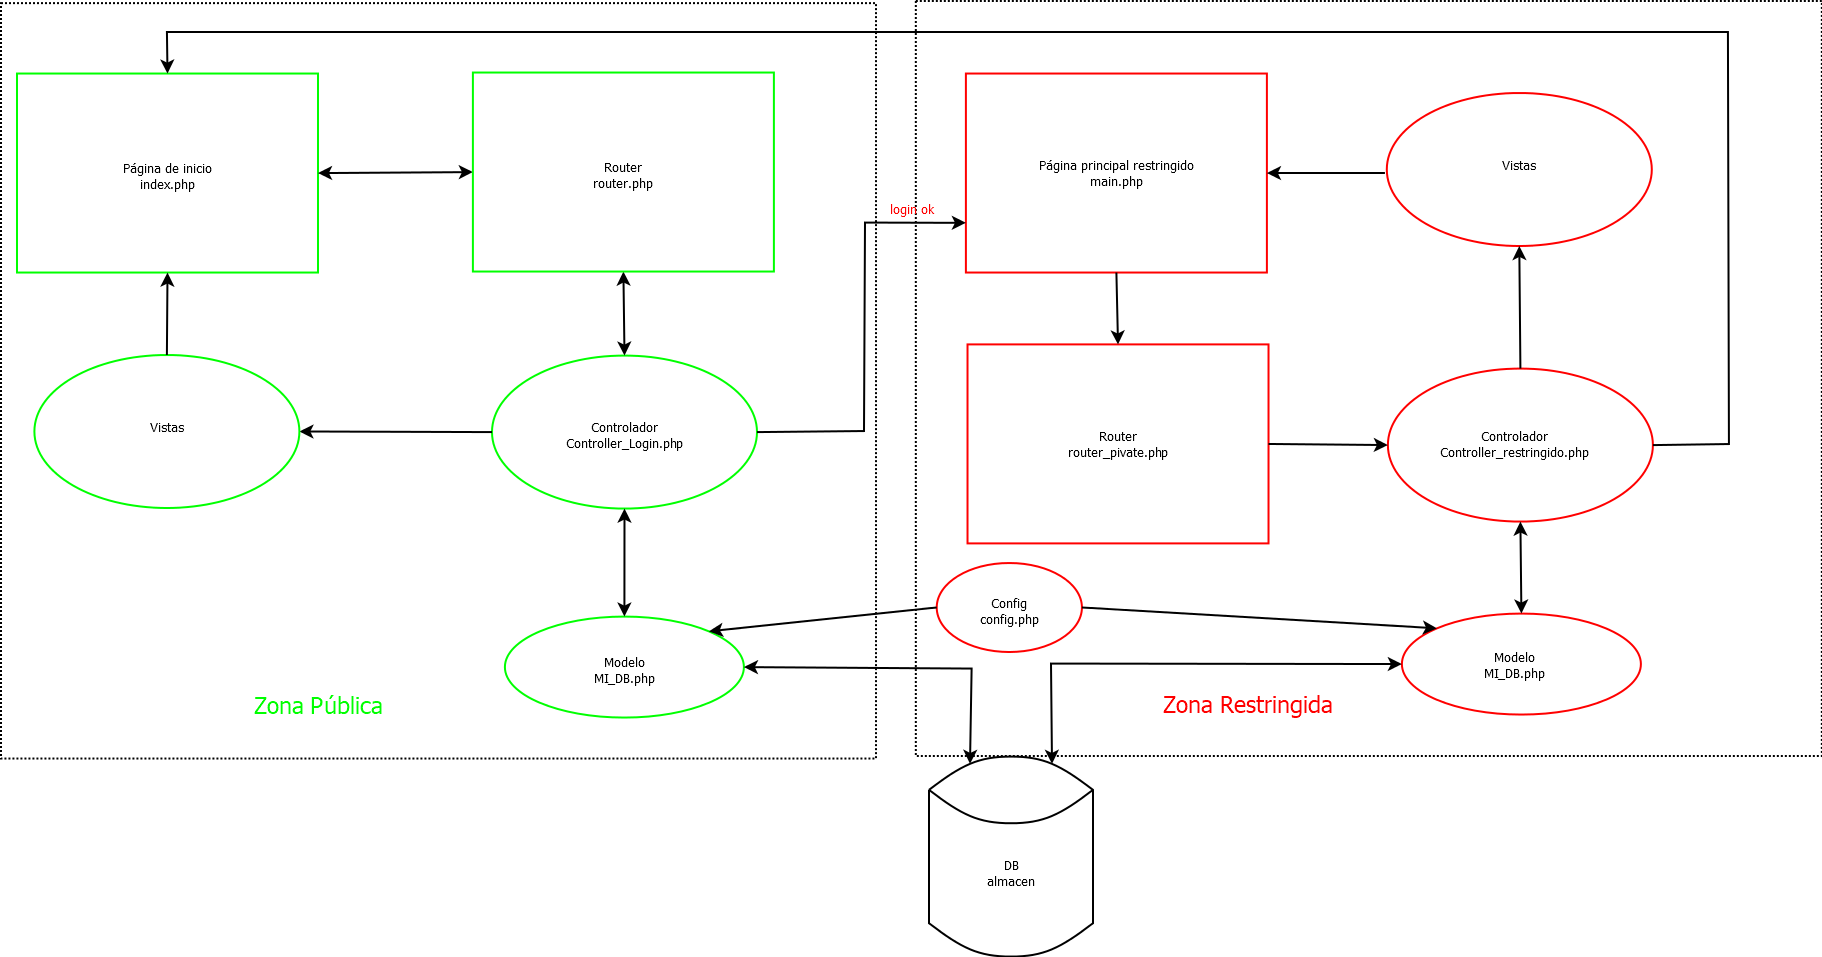 Página de inicio
index.php
Router
router.php
login ok
Página principal restringido
main.php
Vistas
Vistas
Controlador
Controller_Login.php
Router
router_pivate.php
Controlador
Controller_restringido.php
Config
config.php
Modelo
MI_DB.php
Modelo
MI_DB.php
Zona Pública
Zona Restringida
DB
almacen